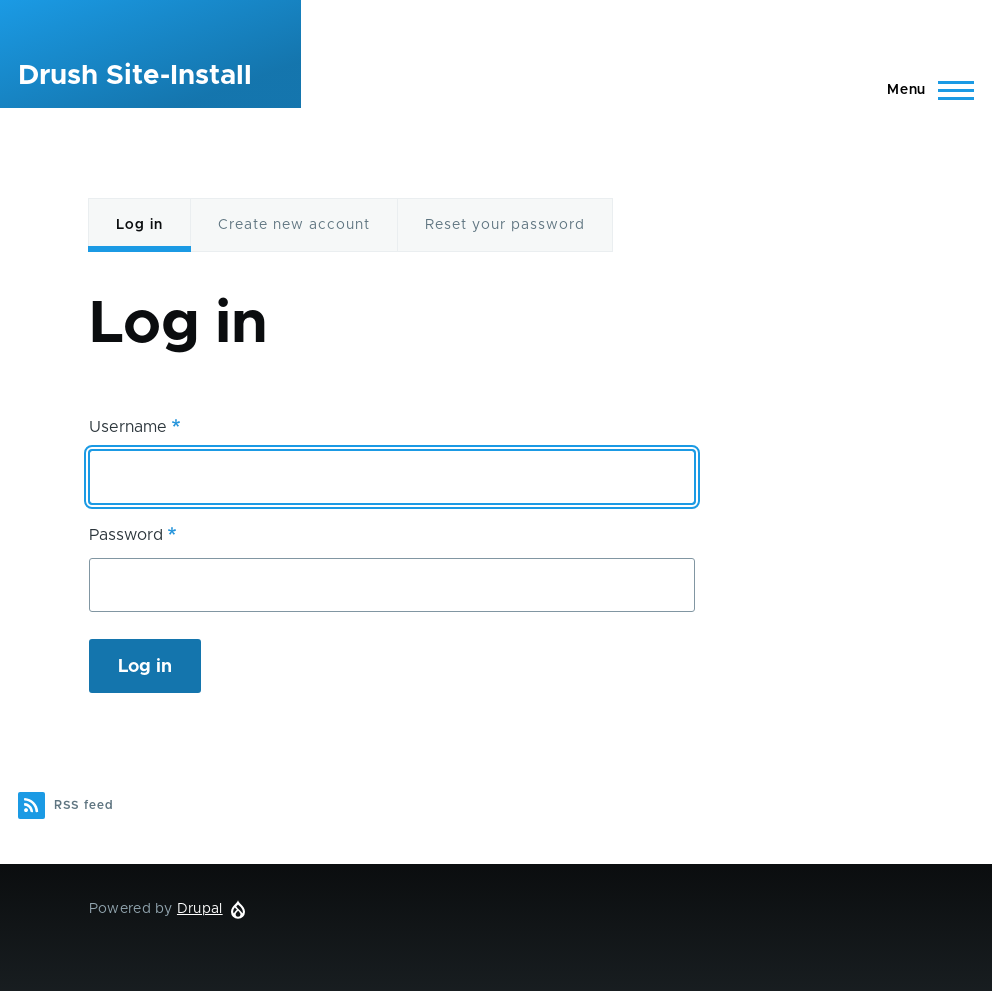 Drush Site-Install
Menu
Log in
Create new account
Reset your password
Log in
Username *
Password *
Log in
RSS feed
Powered by Drupal